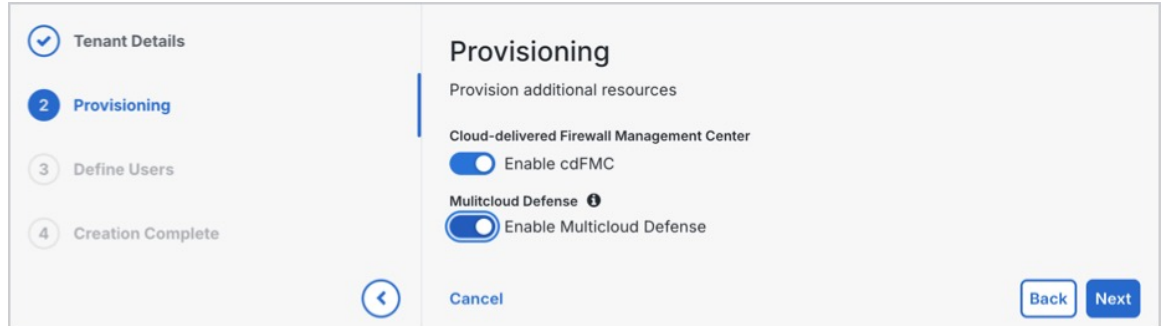 Tenant Details
2 Provisioning
3 Define Users
4 Creation Complete
Provisioning
Provision additional resources
Cloud-delivered Firewall Management Center
Enable cdFMC
Mulitcloud Defense
Enable Multicloud Defense
Cancel
Back
Next